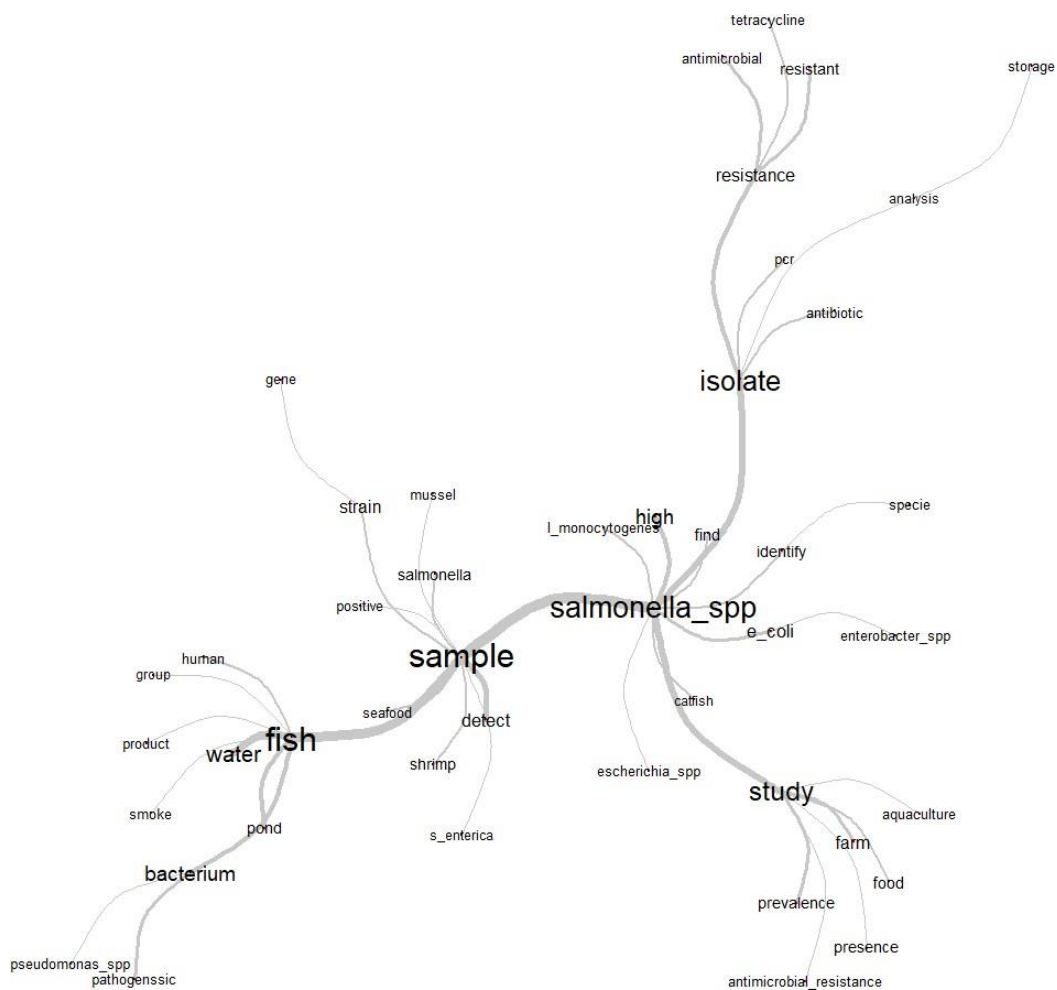 tetracycline
antimicrobial
resistant
storage
resistance
analysis
pcr
antibiotic
gene
isolate
mussel
strain
specie
high
l_monocytogenes
find
identify
salmonella
positive
salmonella_spp
e_coli
enterobacter_spp
sample
human
group
catfish
seafood
detect
fish
product
water
shrimp
escherichia_spp
study
smoke
pond
s_enterica
aquaculture
farm
bacterium
food
prevalence
presence
pseudomonas_spp
pathogenssic
antimicrobial_resistance